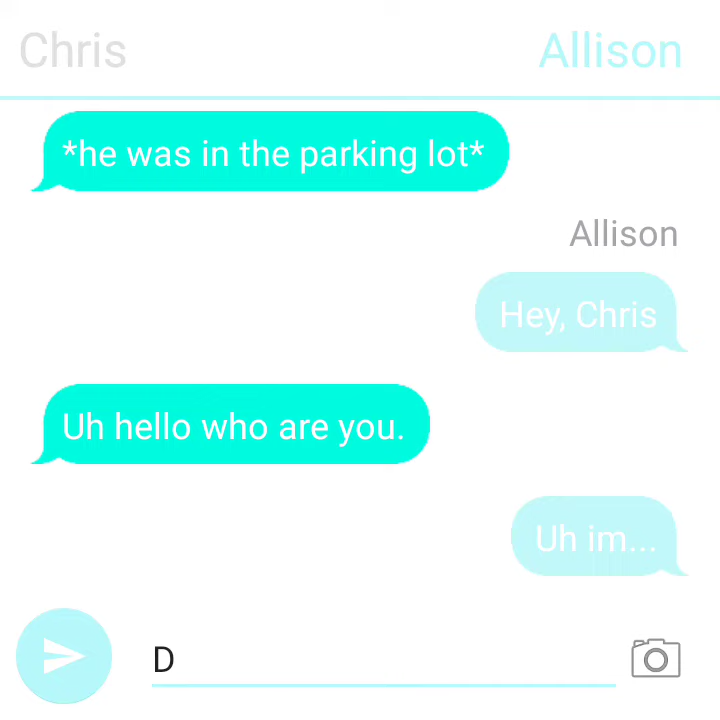 Chris
Allison
*he was in the parking lot*
Allison
Hey, Chris
Uh hello who are you.
Uh im...
D